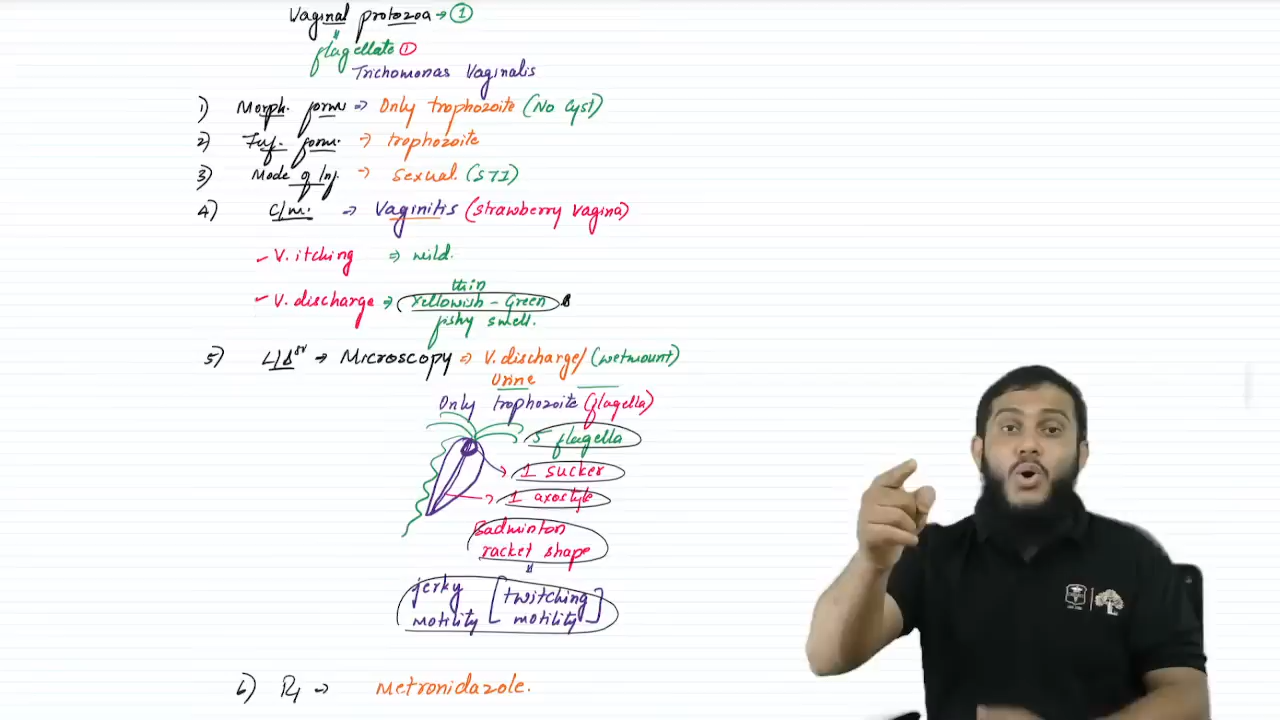 Vaginal protozoa → 1
flagellate 1
Trichomonas Vaginalis
1) Morph. forms ⇒ Only trophozoite (No Cyst)
2) Inf. form. → trophozoite
3) Mode of Inf. → Sexual. (STI)
4) C/M. ⇒ Vaginitis (strawberry vagina)
✓ V. itching ⇒ mild.
thin
✓ V. discharge ⇒ Yellowish - Green
fishy smell.
5) L/Δsis → Microscopy ⇒ V. discharge/ (wetmount)
Urine
Only trophozoite (flagella)
5 flagella
1 sucker
1 axostyle
Badminton
racket shape
jerky [twitching
motility motility]
6) Rx ⇒ Metronidazole.